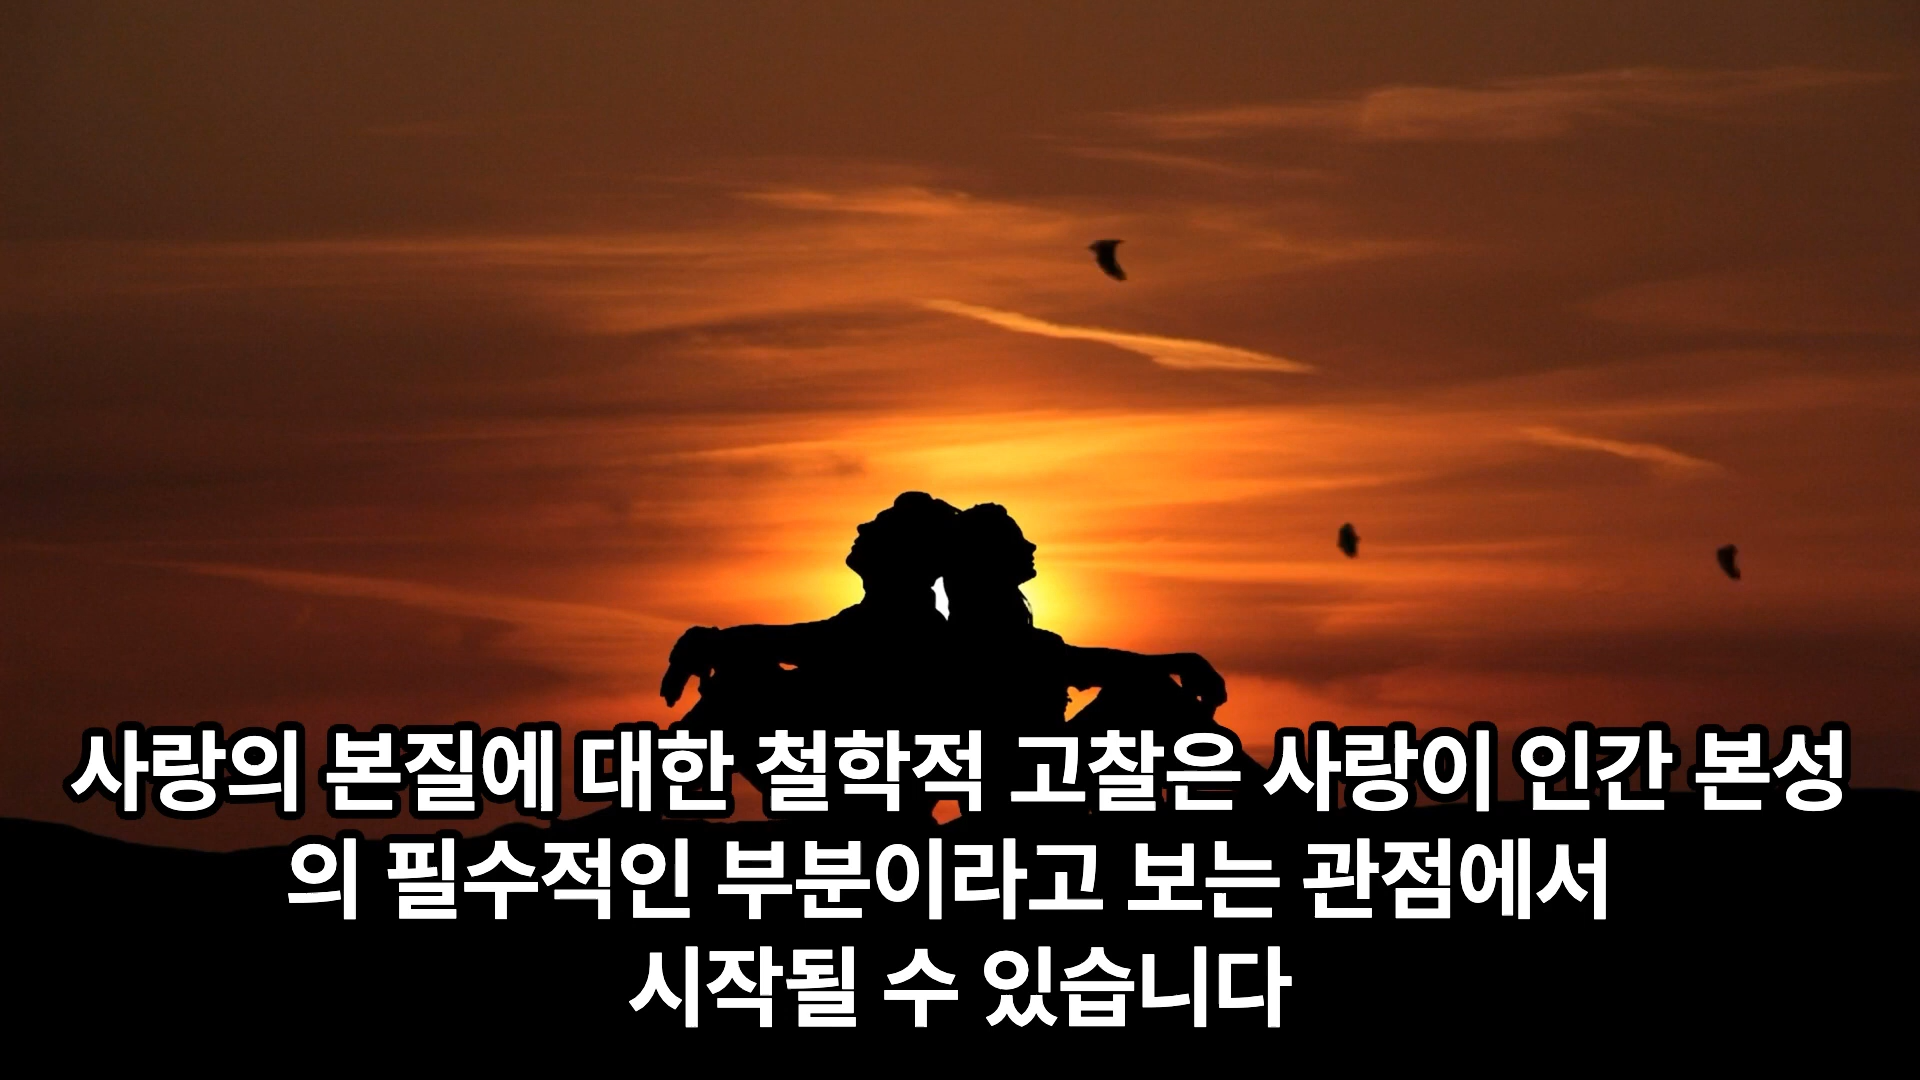 사랑의 본질에 대한 철학적 고찰은 사랑이 인간 본성
의 필수적인 부분이라고 보는 관점에서
시작될 수 있습니다